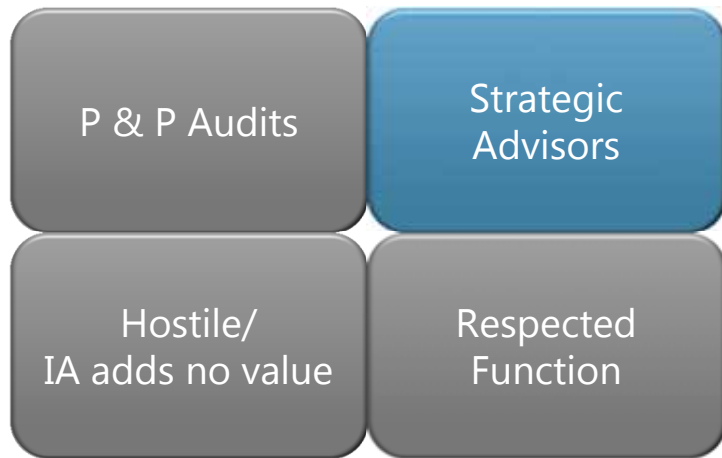 P & P Audits
Strategic
Advisors
Hostile/
IA adds no value
Respected
Function